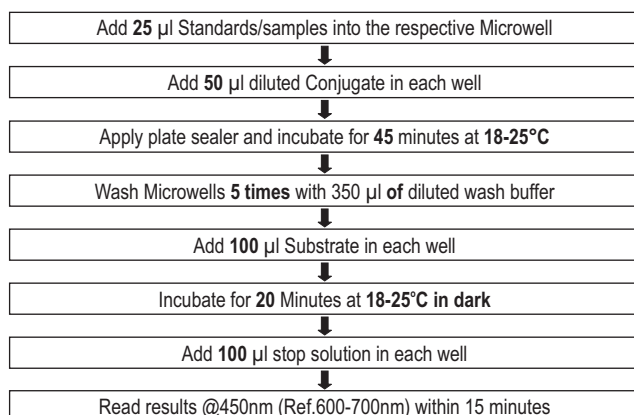 Add 25 µl Standards/samples into the respective Microwell
Add 50 µl diluted Conjugate in each well
Apply plate sealer and incubate for 45 minutes at 18-25°C
Wash Microwells 5 times with 350 µl of diluted wash buffer
Add 100 µl Substrate in each well
Incubate for 20 Minutes at 18-25°C in dark
Add 100 µl stop solution in each well
Read results @450nm (Ref.600-700nm) within 15 minutes